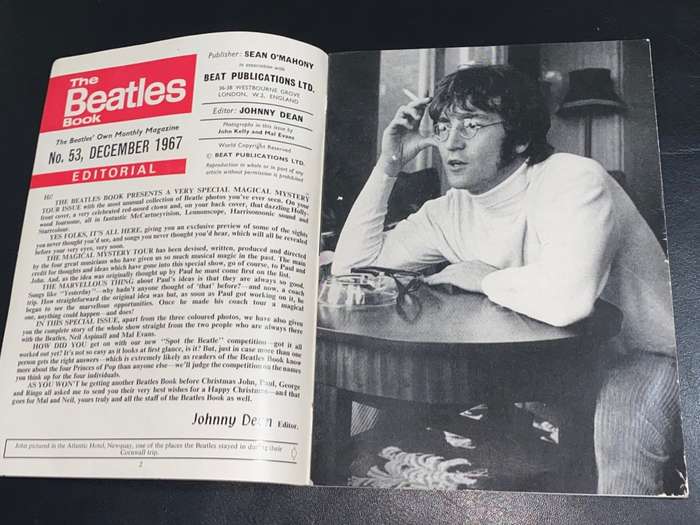 The
Beatles
Book
The Beatles' Own Monthly Magazine
No. 53, DECEMBER 1967
EDITORIAL
Publisher: SEAN O'MAHONY
in association with
BEAT PUBLICATIONS LTD.
36-38 WESTBOURNE GROVE
LONDON, W.2, ENGLAND
Editor: JOHNNY DEAN
Photographs in this issue by
John Kelly and Mal Evans
World Copyright Reserved
© BEAT PUBLICATIONS LTD.
Reproduction in whole or in part of any
article without permission is prohibited
Hi!
THE BEATLES BOOK PRESENTS A VERY SPECIAL MAGICAL MYSTERY
TOUR ISSUE with the most unusual collection of Beatle photos you've ever seen. On your
front cover, a very celebrated red-nosed clown and, on your back cover, that dazzling Holly-
wood foursome, all in fantastic McCartneyvision, Lennonscope, Harrisonsonic sound and
Starrcolour.
YES FOLKS, IT'S ALL HERE, giving you an exclusive preview of some of the sights
you never thought you'd see, and songs you never thought you'd hear, which will all be revealed
before your very eyes, very soon.
THE MAGICAL MYSTERY TOUR has been devised, written, produced and directed
by the four great musicians who have given us so much musical magic in the past. The main
credit for thoughts and ideas which have gone into this special show, go of course, to Paul and
John. And, as the idea was originally thought up by Paul he must come first on the list.
THE MARVELLOUS THING about Paul's ideas is that they are always so good.
Songs like "Yesterday"—why hadn't anyone thought of 'that' before?—and now, a coach
trip. How straightforward the original idea was but, as soon as Paul got working on it, he
began to see the marvellous opportunities. Once he had made his coach tour a magical
one, anything could happen—and does!
IN THIS SPECIAL ISSUE, apart from the three coloured photos, we have also given
you the complete story of the whole show straight from the two people who are always there
with the Beatles, Neil Aspinall and Mal Evans.
HOW DID YOU get on with our new "Spot the Beatle" competition—got it all
worked out yet? It's not so easy as it looks at first glance, is it? But, just in case more than one
person gets the right answers—which is extremely likely as readers of the Beatles Book know
more about the four Princes of Pop than anyone else—we'll judge the competition on the names
you think up for the four individuals.
AS YOU WON'T be getting another Beatles Book before Christmas John, Paul, George
and Ringo all asked me to send you their very best wishes for a Happy Christmas—and that
goes for Mal and Neil, yours truly and all the staff of the Beatles Book as well.
Johnny Dean Editor.
John pictured in the Atlantic Hotel, Newquay, one of the places the Beatles stayed in during their
Cornwall trip.
2